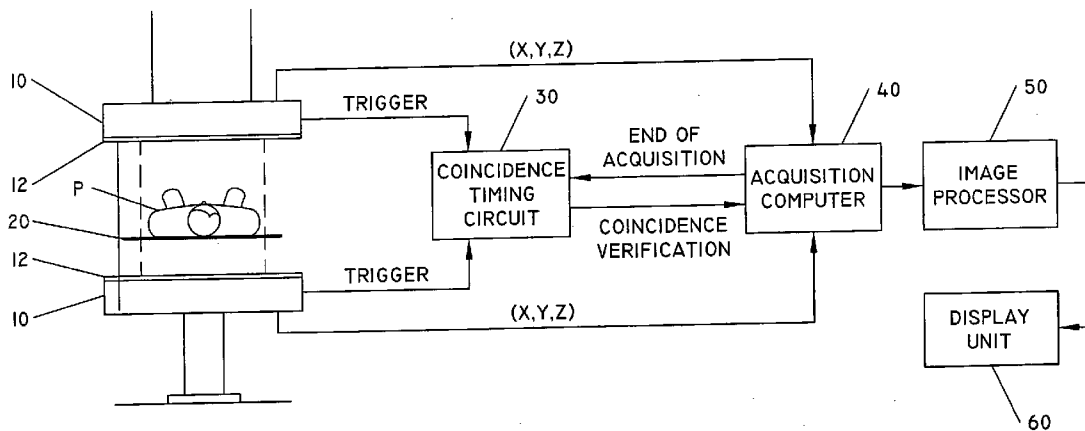 (X,Y,Z)
10
TRIGGER
30
40
50
12
END OF
ACQUISITION
COINCIDENCE
TIMING
CIRCUIT
ACQUISITION
COMPUTER
IMAGE
PROCESSOR
P
20
COINCIDENCE
VERIFICATION
12
TRIGGER
10
(X,Y,Z)
DISPLAY
UNIT
60